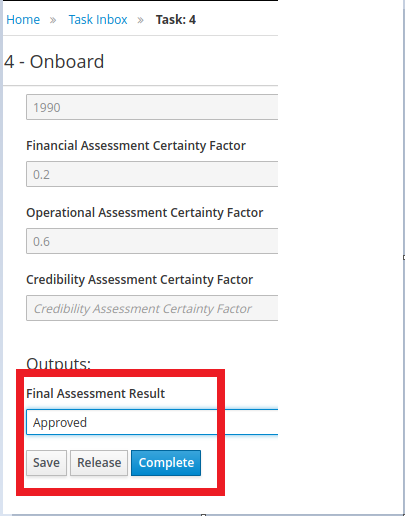 Home » Task Inbox » Task: 4
4 - Onboard
1990
Financial Assessment Certainty Factor
0.2
Operational Assessment Certainty Factor
0.6
Credibility Assessment Certainty Factor
Credibility Assessment Certainty Factor
Outputs:
Final Assessment Result
Approved
Save Release Complete